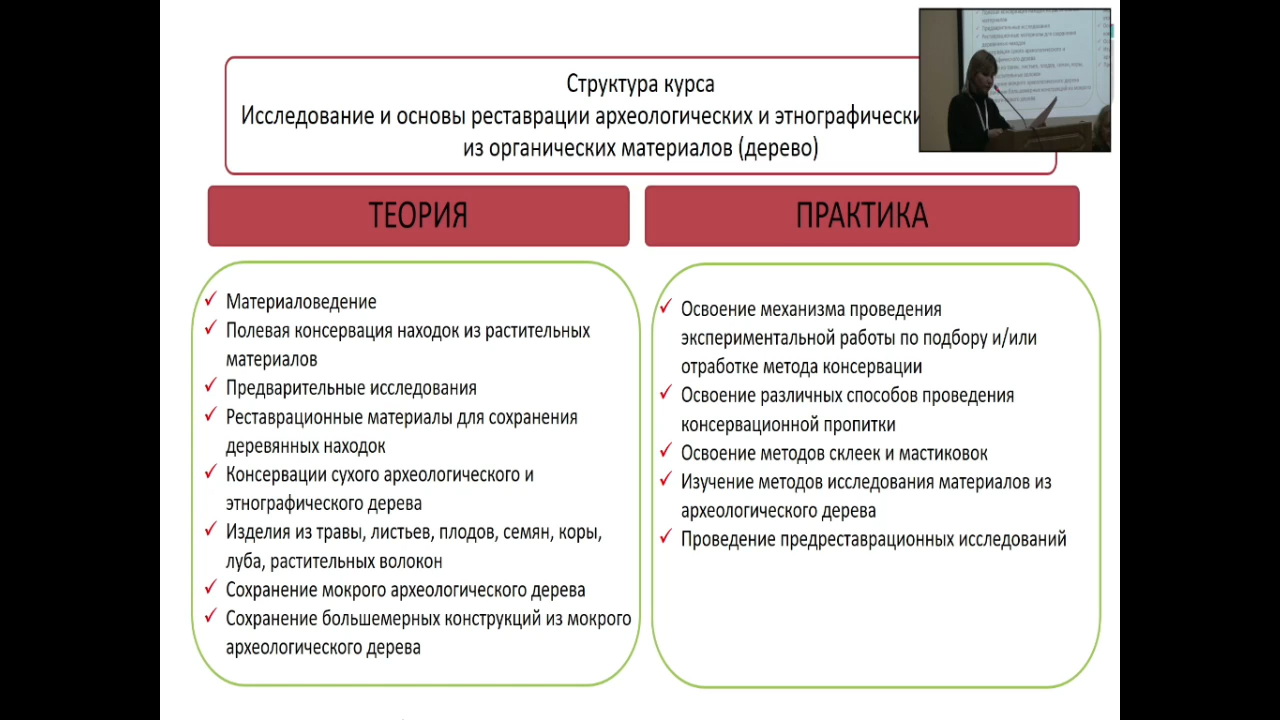 Структура курса
Исследование и основы реставрации археологических и
из органических материалов (дерево)
ТЕОРИЯ
ПРАКТИКА
Материаловедение
Полевая консервация находок из растительных
материалов
Предварительные исследования
Реставрационные материалы для сохранения
деревянных находок
Консервации сухого археологического и
этнографического дерева
Изделия из травы, листьев, плодов, семян, коры,
луба, растительных волокон
Сохранение мокрого археологического дерева
Сохранение большемерных конструкций из мокрого
археологического дерева
Освоение механизма проведения
экспериментальной работы по подбору и/или
отработке метода консервации
Освоение различных способов проведения
консервационной пропитки
Освоение методов склеек и мастиковок
Изучение методов исследования материалов из
археологического дерева
Проведение предреставрационных исследований